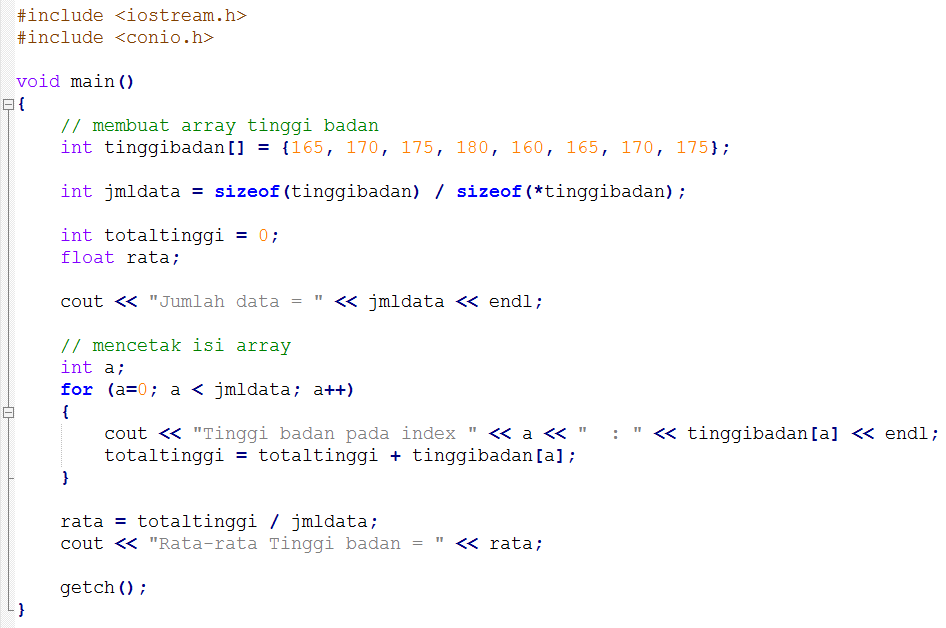 #include <iostream.h>
#include <conio.h>
void main()
{
// membuat array tinggi badan
int tinggibadan[] = {165, 170, 175, 180, 160, 165, 170, 175};
int jmldata = sizeof(tinggibadan) / sizeof(*tinggibadan);
int totaltinggi = 0;
float rata;
cout << "Jumlah data = " << jmldata << endl;
// mencetak isi array
int a;
for (a=0; a < jmldata; a++)
{
cout << "Tinggi badan pada index " << a << "  : " << tinggibadan[a] << endl;
totaltinggi = totaltinggi + tinggibadan[a];
}
rata = totaltinggi / jmldata;
cout << "Rata-rata Tinggi badan = " << rata;
getch();
}